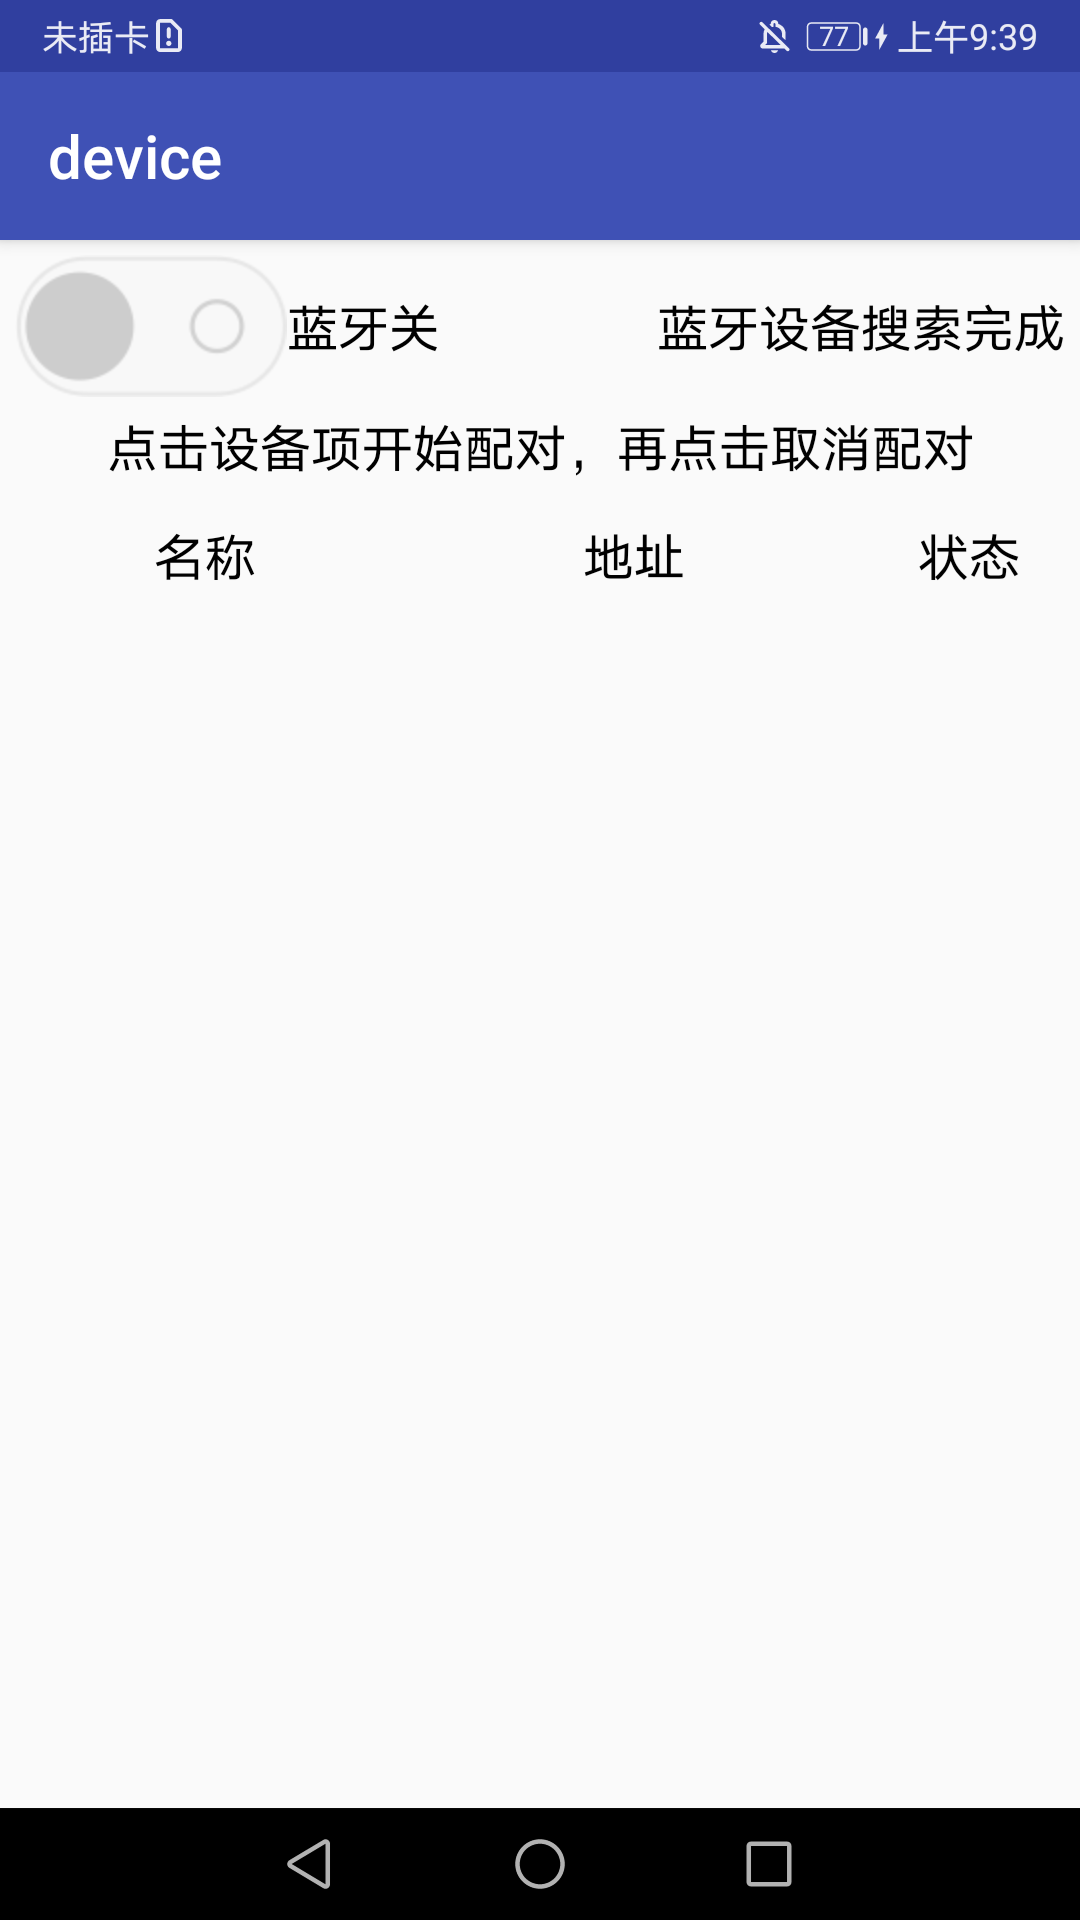 未插卡 77 上午9:39
device
蓝牙关 蓝牙设备搜索完成
点击设备项开始配对，再点击取消配对
名称 地址 状态